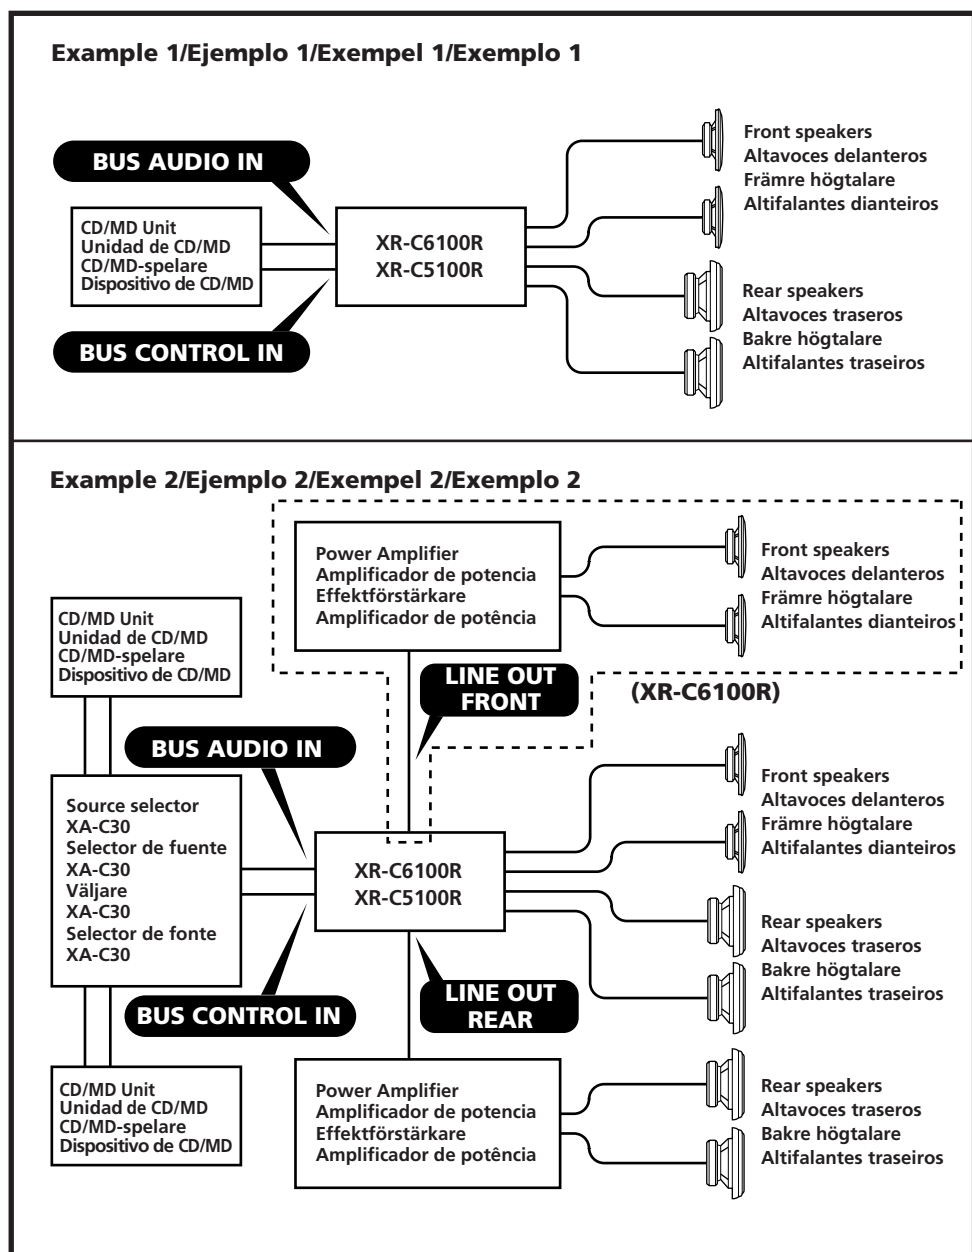 Example 1/Ejemplo 1/Exempel 1/Exemplo 1
BUS AUDIO IN
CD/MD Unit
Unidad de CD/MD
CD/MD-spelare
Dispositivo de CD/MD
BUS CONTROL IN
XR-C6100R
XR-C5100R
Front speakers
Altavoces delanteros
Främre högtalare
Altifalantes dianteiros
Rear speakers
Altavoces traseros
Bakre högtalare
Altifalantes traseiros
Example 2/Ejemplo 2/Exempel 2/Exemplo 2
Power Amplifier
Amplificador de potencia
Effektförstärkare
Amplificador de potência
Front speakers
Altavoces delanteros
Främre högtalare
Altifalantes dianteiros
CD/MD Unit
Unidad de CD/MD
CD/MD-spelare
Dispositivo de CD/MD
LINE OUT
FRONT
(XR-C6100R)
BUS AUDIO IN
Source selector
XA-C30
Selector de fuente
XA-C30
Väljare
XA-C30
Selector de fonte
XA-C30
XR-C6100R
XR-C5100R
Front speakers
Altavoces delanteros
Främre högtalare
Altifalantes dianteiros
Rear speakers
Altavoces traseros
Bakre högtalare
Altifalantes traseiros
BUS CONTROL IN
LINE OUT
REAR
CD/MD Unit
Unidad de CD/MD
CD/MD-spelare
Dispositivo de CD/MD
Power Amplifier
Amplificador de potencia
Effektförstärkare
Amplificador de potência
Rear speakers
Altavoces traseros
Bakre högtalare
Altifalantes traseiros